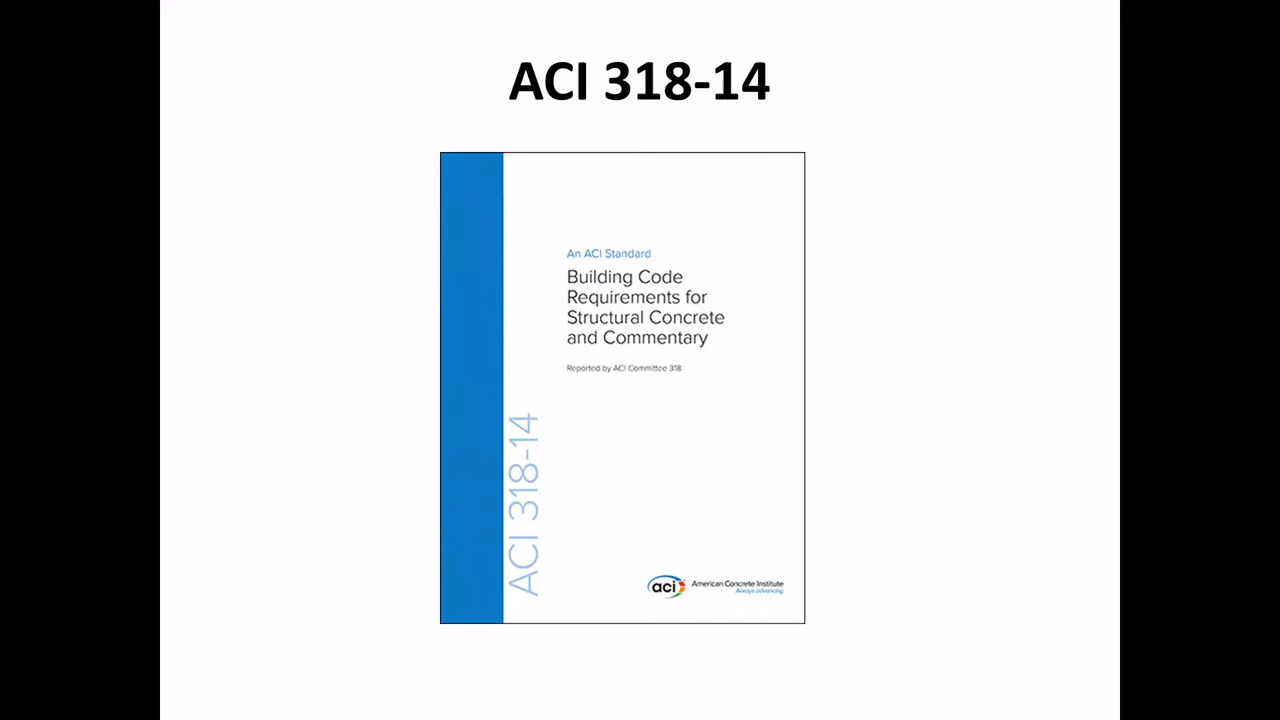 ACI 318-14
An ACI Standard
Building Code
Requirements for
Structural Concrete
and Commentary
Reported by ACI Committee 318
ACI 318-14
aci American Concrete Institute
Always advancing